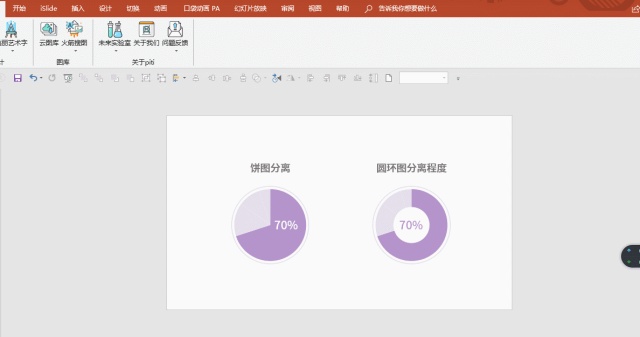 开始 iSlide 插入 设计 切换 动画 口袋动画 PA 幻灯片放映 审阅 视图 帮助 告诉我你想要做什么
艺术字 云图库 火箭搜图 未来实验室 关于我们 问题反馈
计 图库 关于piti
饼图分离 圆环图分离程度
70% 70%